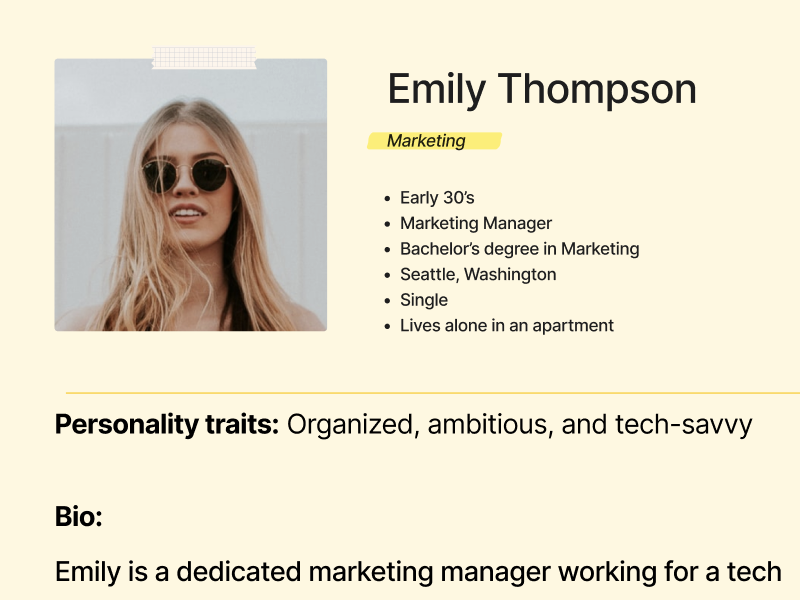 Emily Thompson
Marketing
• Early 30’s
• Marketing Manager
• Bachelor’s degree in Marketing
• Seattle, Washington
• Single
• Lives alone in an apartment
Personality traits: Organized, ambitious, and tech-savvy
Bio:
Emily is a dedicated marketing manager working for a tech